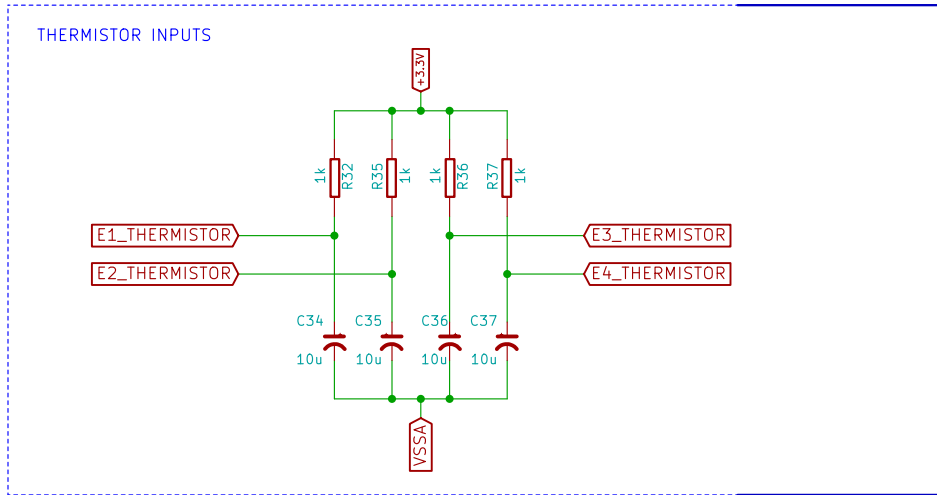 THERMISTOR INPUTS
+3.3V
1k
R32
R35
1k
1k
R36
R37
1k
E1_THERMISTOR
E3_THERMISTOR
E2_THERMISTOR
E4_THERMISTOR
C34
C35
C36
C37
10u
10u
10u
10u
VSSA